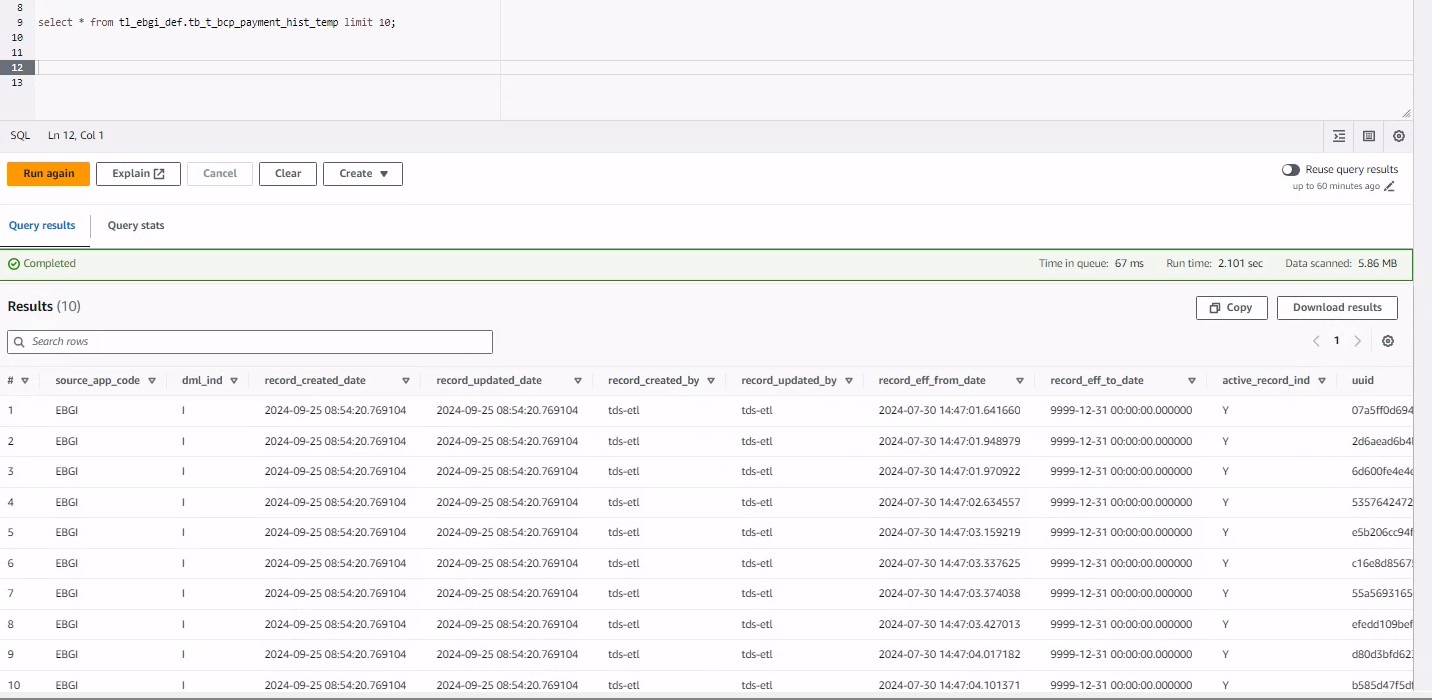 8
9 select * from tl_ebgi_def.tb_t_bcp_payment_hist_temp limit 10;
10
11
12
13
SQL Ln 12, Col 1
Run again Explain Cancel Clear Create
Reuse query results
up to 60 minutes ago
Query results Query stats
Completed Time in queue: 67 ms Run time: 2.101 sec Data scanned: 5.86 MB
Results (10) Copy Download results
Search rows 1
# source_app_code dml_ind record_created_date record_updated_date record_created_by record_updated_by record_eff_from_date record_eff_to_date active_record_ind uuid
1 EBGI I 2024-09-25 08:54:20.769104 2024-09-25 08:54:20.769104 tds-etl tds-etl 2024-07-30 14:47:01.641660 9999-12-31 00:00:00.000000 Y 07a5ff0d694
2 EBGI I 2024-09-25 08:54:20.769104 2024-09-25 08:54:20.769104 tds-etl tds-etl 2024-07-30 14:47:01.948979 9999-12-31 00:00:00.000000 Y 2d6aead6b4
3 EBGI I 2024-09-25 08:54:20.769104 2024-09-25 08:54:20.769104 tds-etl tds-etl 2024-07-30 14:47:01.970922 9999-12-31 00:00:00.000000 Y 6d600fe4e4e
4 EBGI I 2024-09-25 08:54:20.769104 2024-09-25 08:54:20.769104 tds-etl tds-etl 2024-07-30 14:47:02.634557 9999-12-31 00:00:00.000000 Y 5357642472
5 EBGI I 2024-09-25 08:54:20.769104 2024-09-25 08:54:20.769104 tds-etl tds-etl 2024-07-30 14:47:03.159219 9999-12-31 00:00:00.000000 Y e5b206cc94f
6 EBGI I 2024-09-25 08:54:20.769104 2024-09-25 08:54:20.769104 tds-etl tds-etl 2024-07-30 14:47:03.337625 9999-12-31 00:00:00.000000 Y c16e8d8567
7 EBGI I 2024-09-25 08:54:20.769104 2024-09-25 08:54:20.769104 tds-etl tds-etl 2024-07-30 14:47:03.374038 9999-12-31 00:00:00.000000 Y 55a5693165
8 EBGI I 2024-09-25 08:54:20.769104 2024-09-25 08:54:20.769104 tds-etl tds-etl 2024-07-30 14:47:03.427013 9999-12-31 00:00:00.000000 Y efedd109bef
9 EBGI I 2024-09-25 08:54:20.769104 2024-09-25 08:54:20.769104 tds-etl tds-etl 2024-07-30 14:47:04.017182 9999-12-31 00:00:00.000000 Y d80d3bfd62
10 EBGI I 2024-09-25 08:54:20.769104 2024-09-25 08:54:20.769104 tds-etl tds-etl 2024-07-30 14:47:04.101371 9999-12-31 00:00:00.000000 Y b585d47f5d